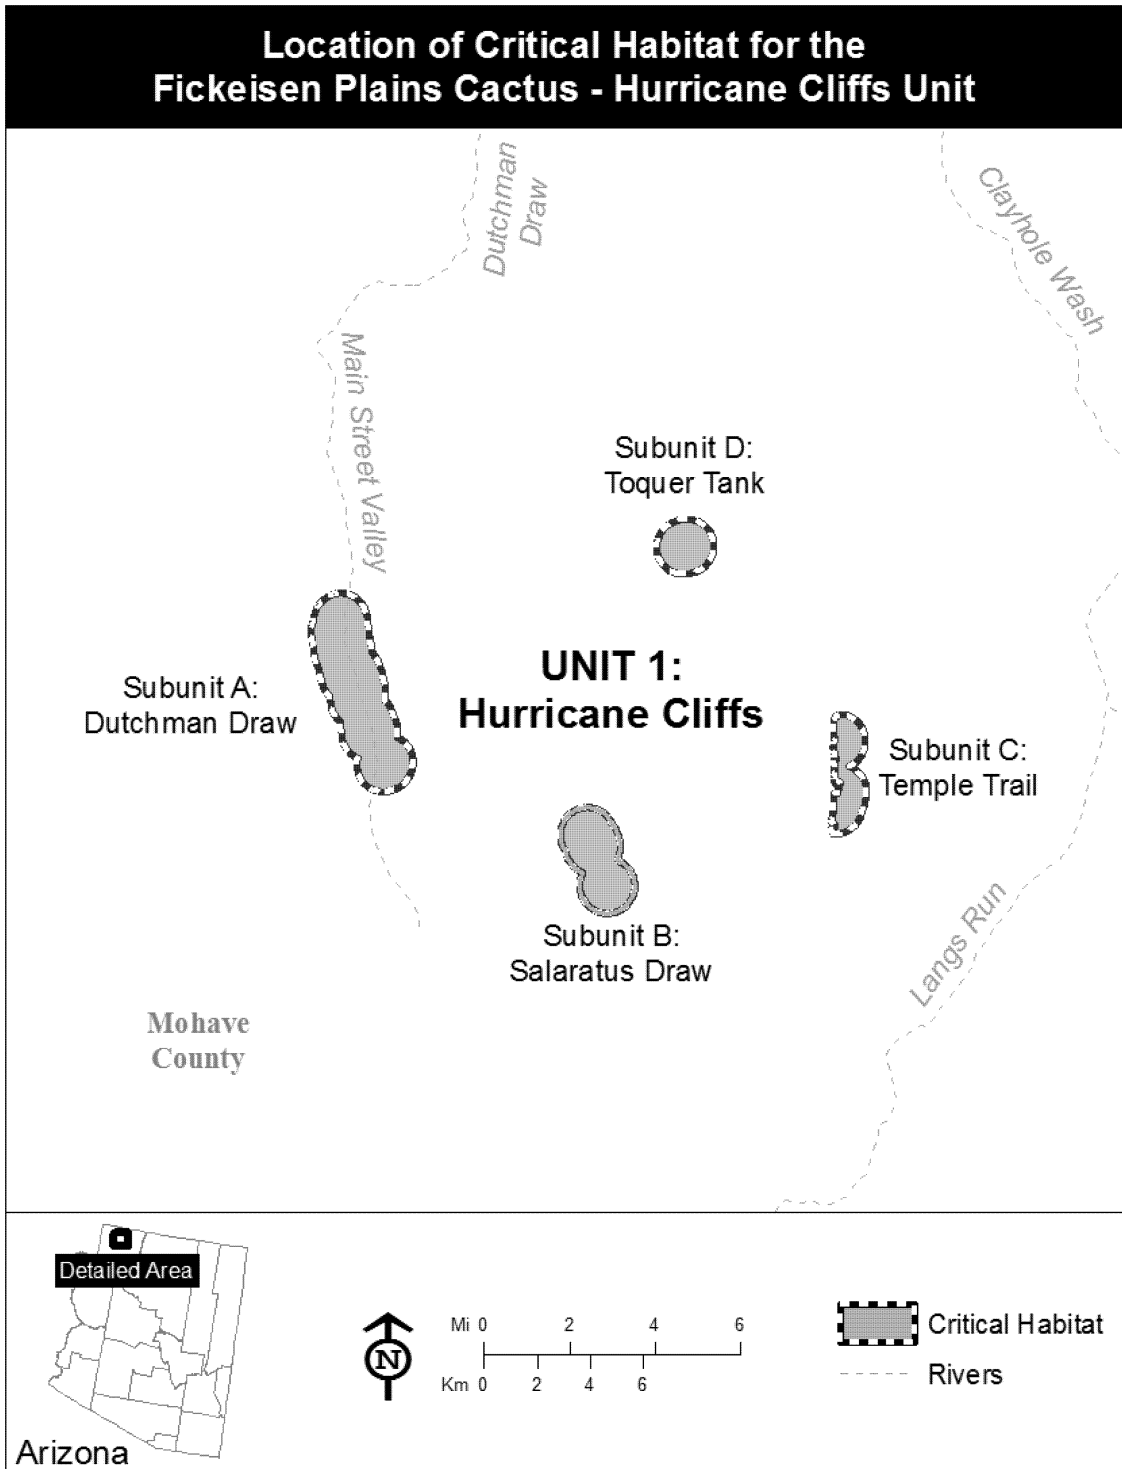 Location of Critical Habitat for the
Fickeisen Plains Cactus - Hurricane Cliffs Unit
Dutchman
Draw
Clayhole Wash
Main Street Valley
Subunit D:
Toquer Tank
UNIT 1:
Hurricane Cliffs
Subunit A:
Dutchman Draw
Subunit C:
Temple Trail
Subunit B:
Salaratus Draw
Langs Run
Mohave
County
Detailed Area
Arizona
N
Mi 0 2 4 6
Km 0 2 4 6
Critical Habitat
Rivers